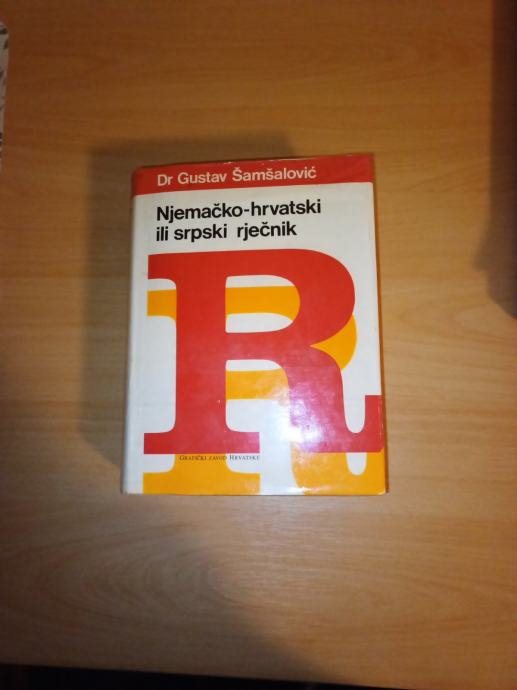 Dr Gustav Šamšalović
Njemačko-hrvatski
ili srpski rječnik
R
GRAFIČKI ZAVOD HRVATSKE